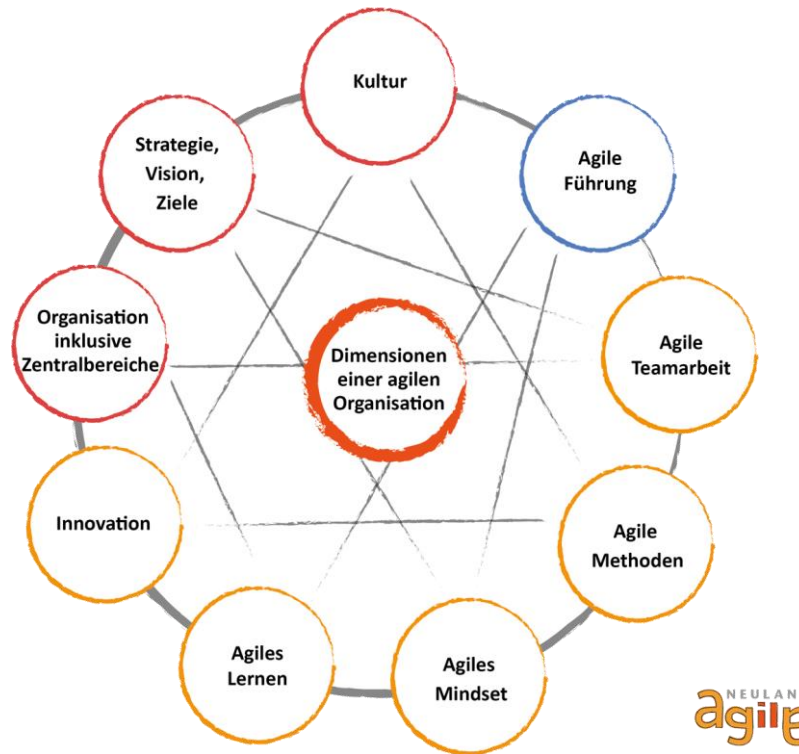 Kultur
Agile
Führung
Agile
Teamarbeit
Agile
Methoden
Agiles
Mindset
Agiles
Lernen
Innovation
Organisation
inklusive
Zentralbereiche
Strategie,
Vision,
Ziele
Dimensionen
einer agilen
Organisation